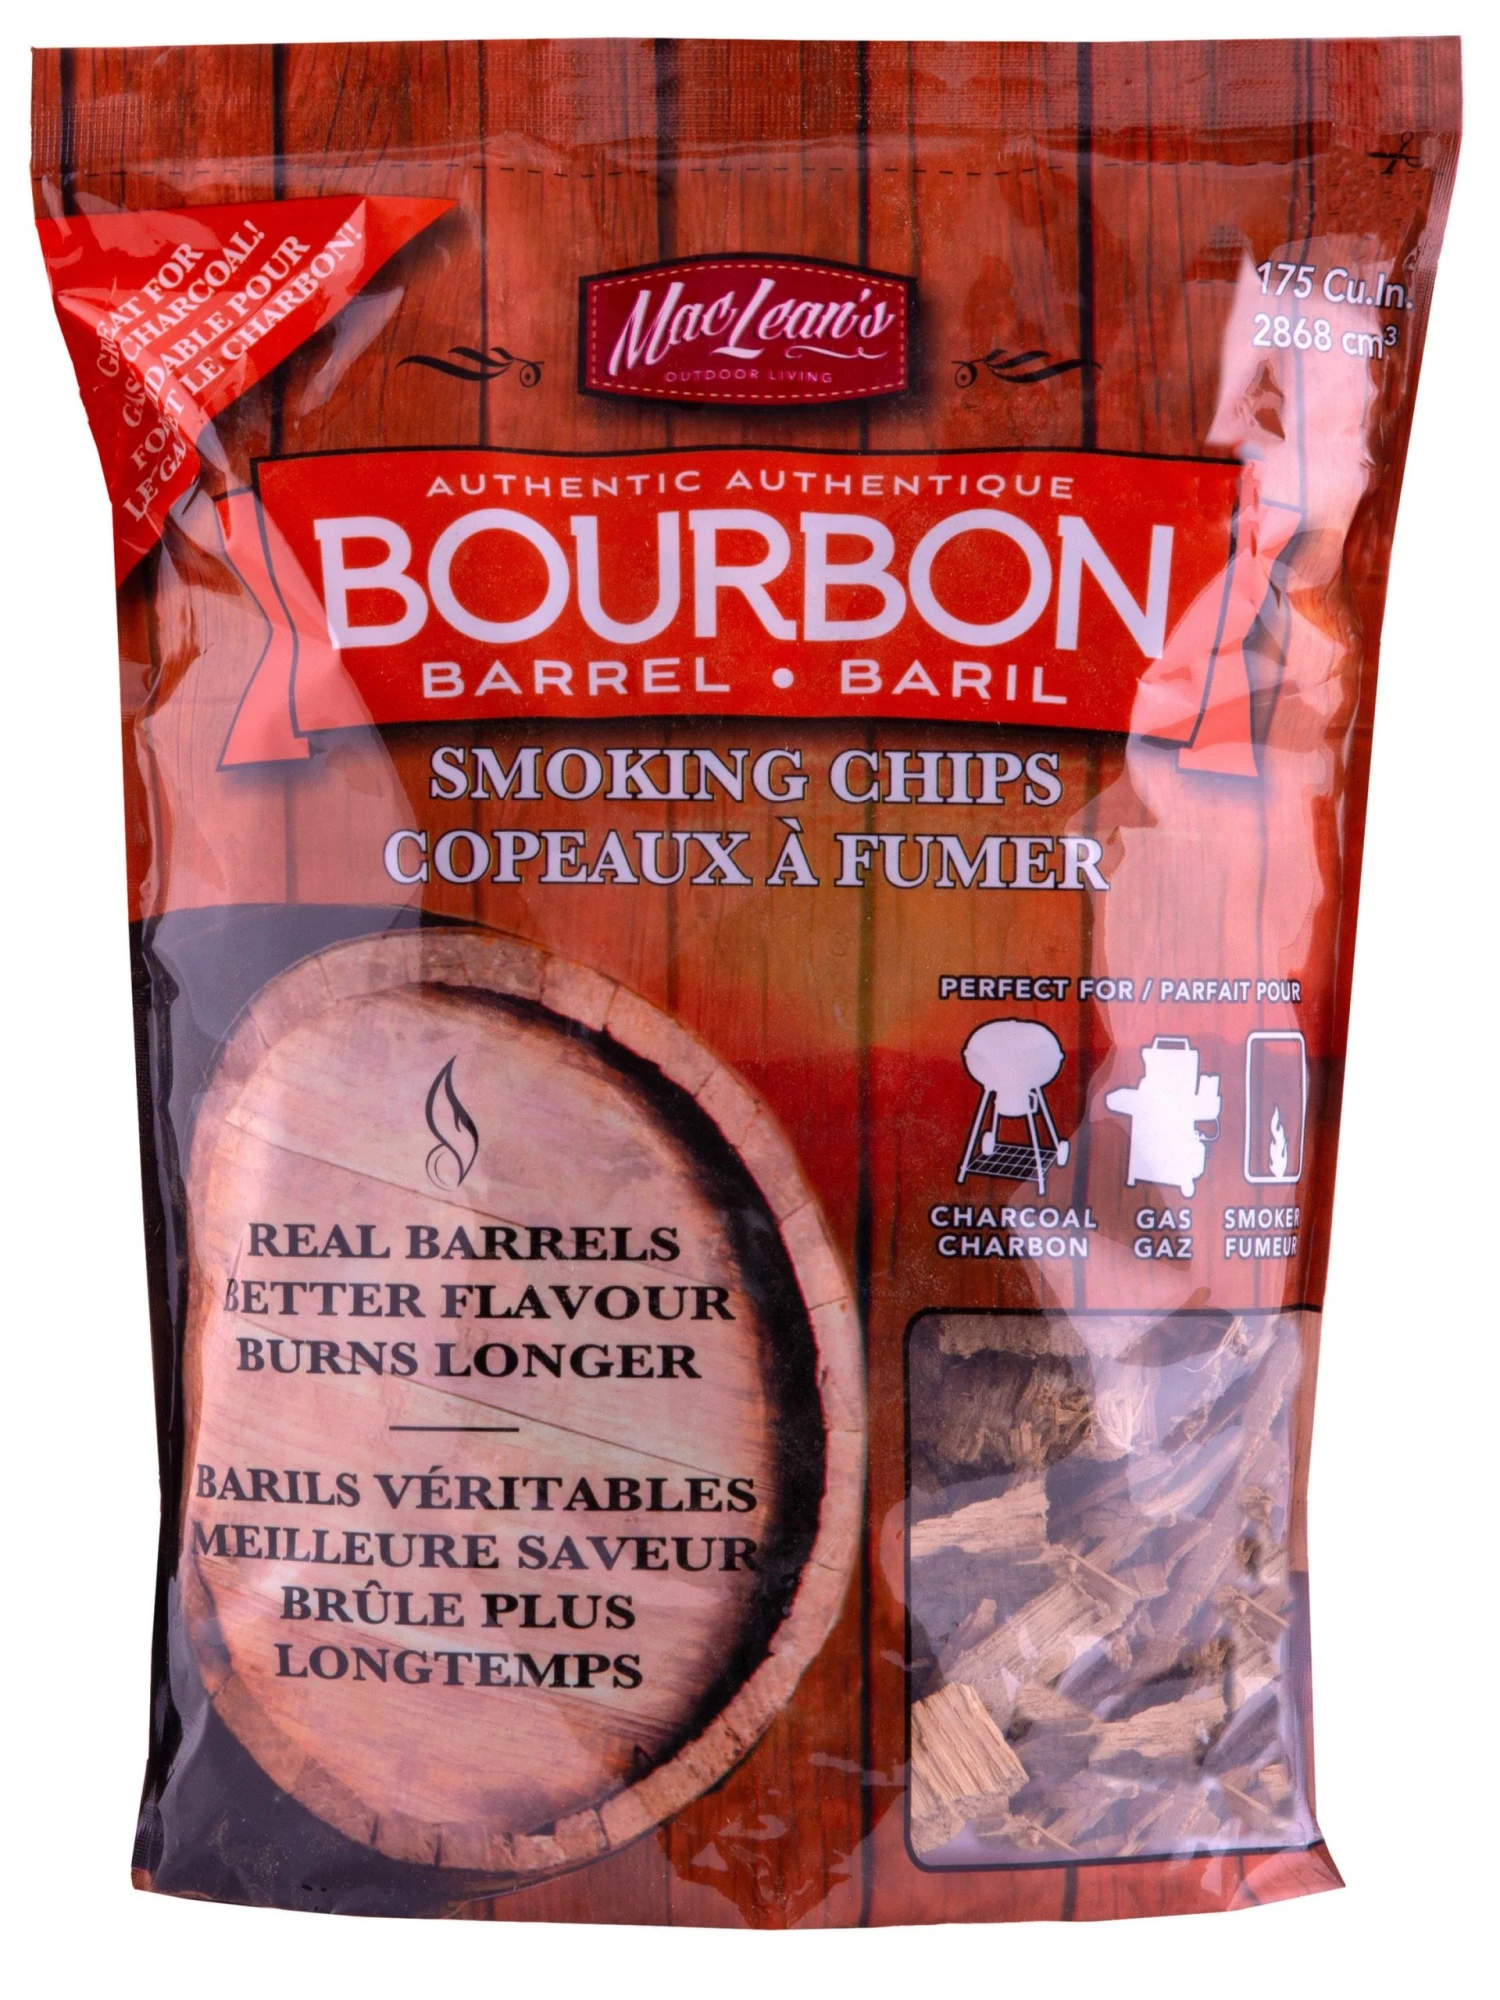 GREAT FOR
GAS & CHARCOAL!
FORMIDABLE POUR
LE GAZ ET LE CHARBON!
MacLean's
OUTDOOR LIVING
175 Cu.In.
2868 cm³
AUTHENTIC AUTHENTIQUE
BOURBON
BARREL • BARIL
SMOKING CHIPS
COPEAUX À FUMER
PERFECT FOR / PARFAIT POUR
CHARCOAL GAS SMOKER
CHARBON GAZ FUMEUR
REAL BARRELS
BETTER FLAVOUR
BURNS LONGER
BARILS VÉRITABLES
MEILLEURE SAVEUR
BRÛLE PLUS
LONGTEMPS